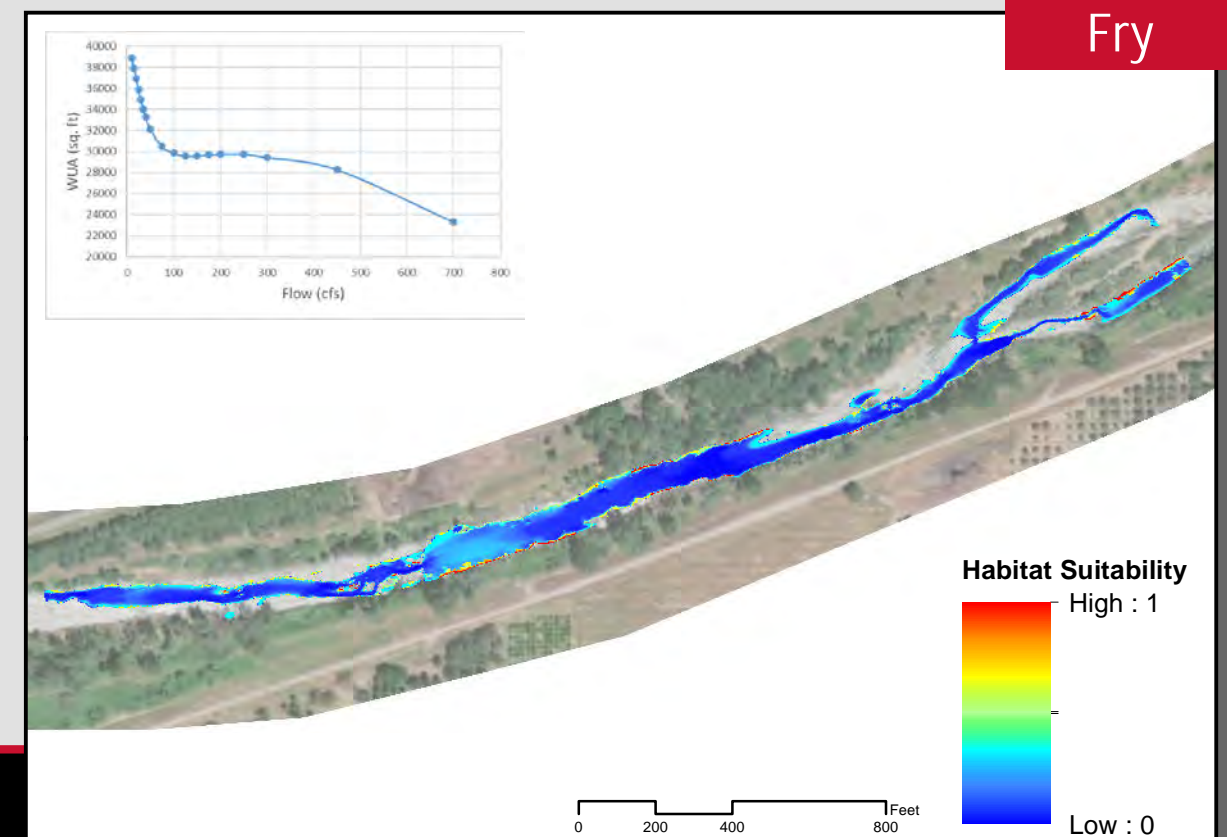 Fry
40000
38000
36000
34000
32000
30000
28000
26000
24000
22000
20000
WUA (sq. ft)
0 100 200 300 400 500 600 700 800
Flow (cfs)
Habitat Suitability
High : 1
Low : 0
Feet
0 200 400 800